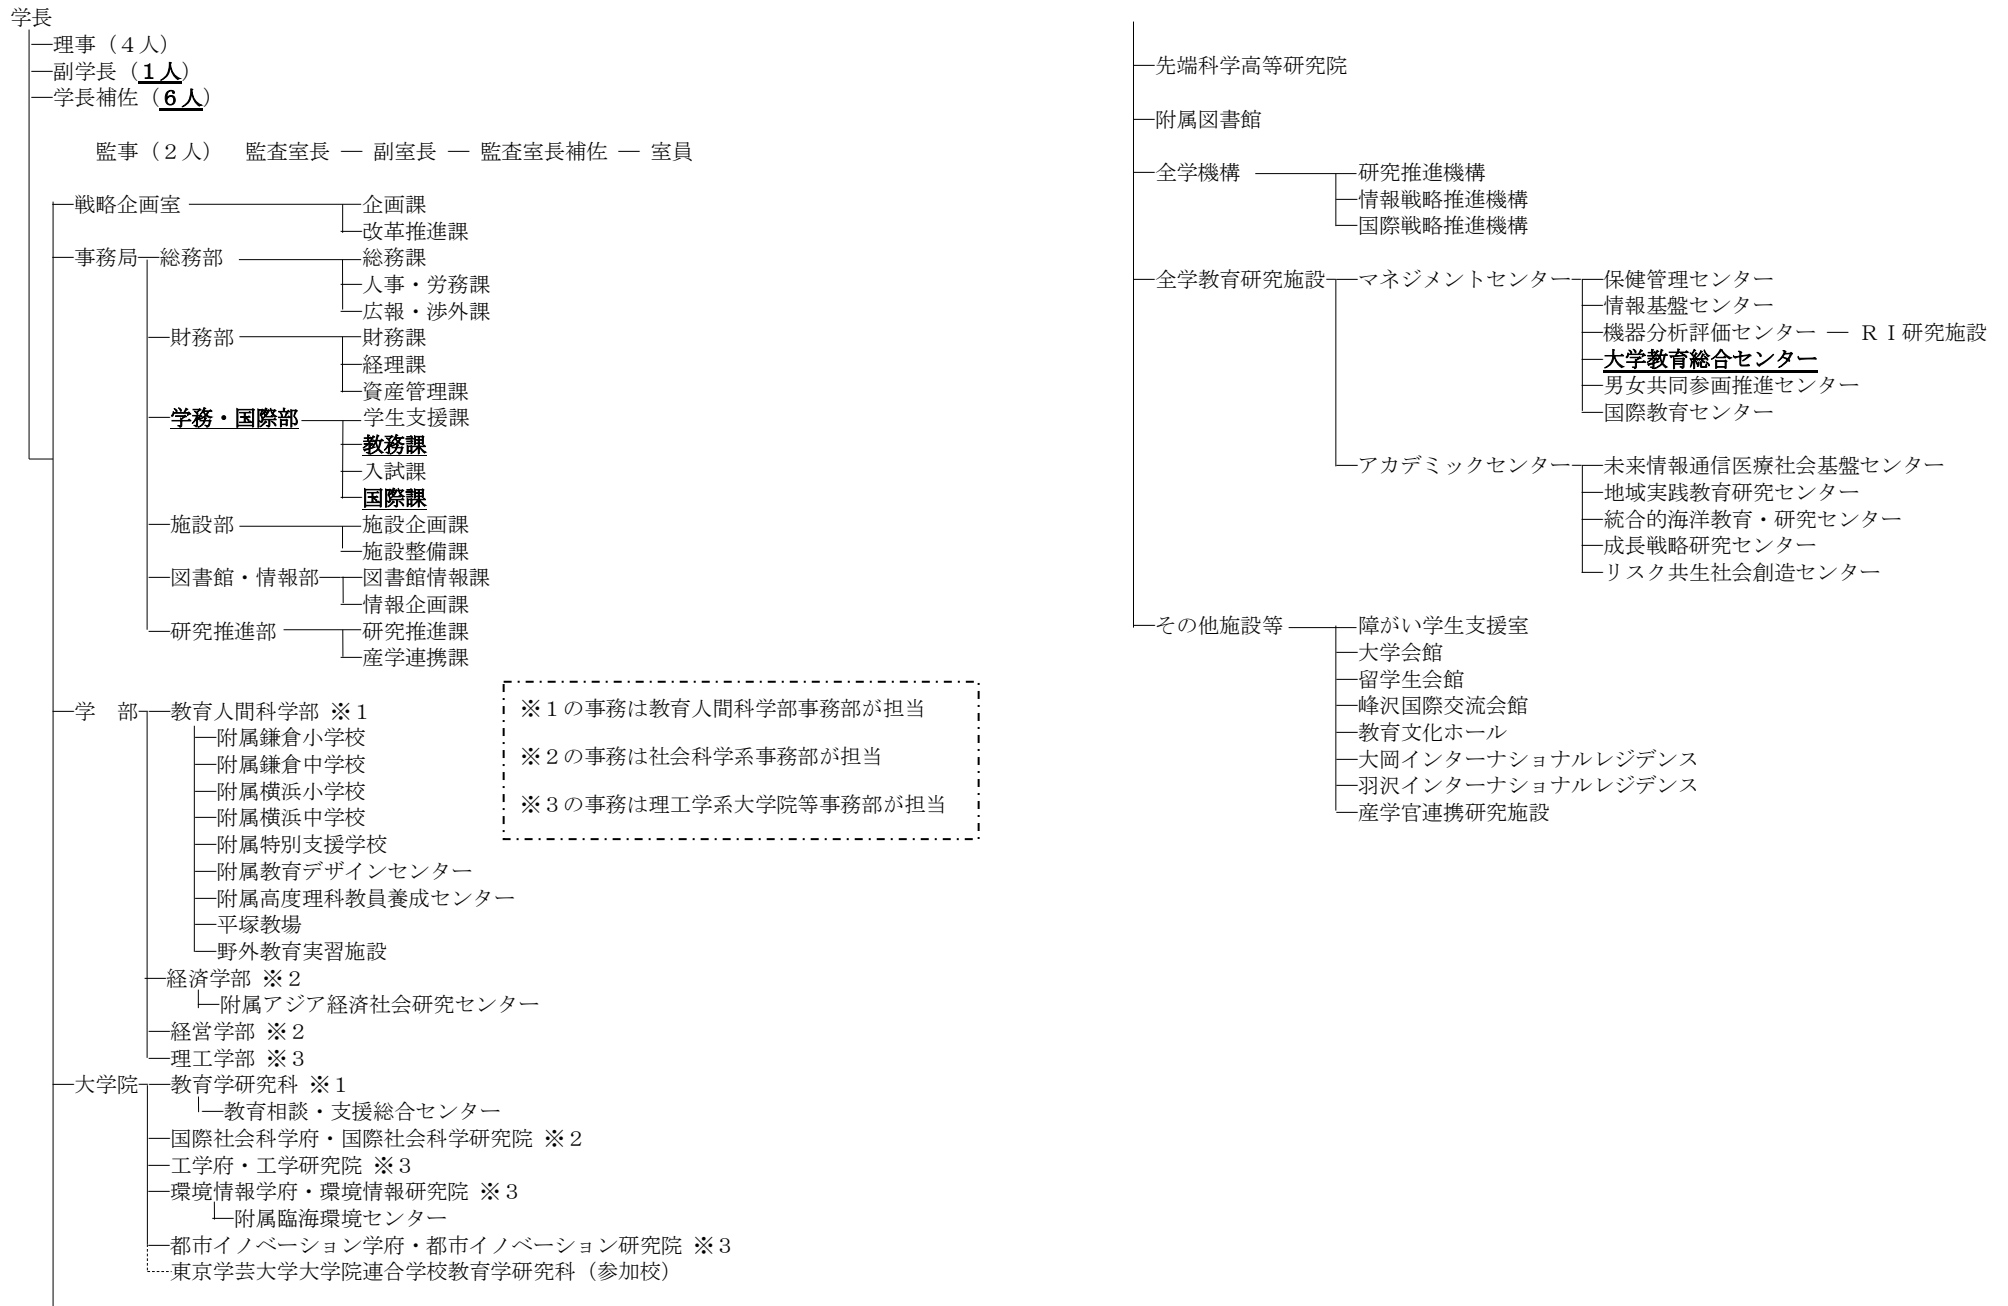 学長
理事（４人）
副学長（１人）
学長補佐（６人）
監事（２人）　監査室長 ― 副室長 ― 監査室長補佐 ― 室員
戦略企画室　企画課
改革推進課
事務局　総務部　総務課
人事・労務課
広報・渉外課
財務部　財務課
経理課
資産管理課
学務・国際部　学生支援課
教務課
入試課
国際課
施設部　施設企画課
施設整備課
図書館・情報部　図書館情報課
情報企画課
研究推進部　研究推進課
産学連携課
学　部　教育人間科学部 ※１
附属鎌倉小学校
附属鎌倉中学校
附属横浜小学校
附属横浜中学校
附属特別支援学校
附属教育デザインセンター
附属高度理科教員養成センター
平塚教場
野外教育実習施設
経済学部 ※２
附属アジア経済社会研究センター
経営学部 ※２
理工学部 ※３
大学院　教育学研究科 ※１
教育相談・支援総合センター
国際社会科学府・国際社会科学研究院 ※２
工学府・工学研究院 ※３
環境情報学府・環境情報研究院 ※３
附属臨海環境センター
都市イノベーション学府・都市イノベーション研究院 ※３
東京学芸大学大学院連合学校教育学研究科（参加校）
※１の事務は教育人間科学部事務部が担当
※２の事務は社会科学系事務部が担当
※３の事務は理工学系大学院等事務部が担当
先端科学高等研究院
附属図書館
全学機構　研究推進機構
情報戦略推進機構
国際戦略推進機構
全学教育研究施設　マネジメントセンター　保健管理センター
情報基盤センター
機器分析評価センター ― ＲＩ研究施設
大学教育総合センター
男女共同参画推進センター
国際教育センター
アカデミックセンター　未来情報通信医療社会基盤センター
地域実践教育研究センター
統合的海洋教育・研究センター
成長戦略研究センター
リスク共生社会創造センター
その他施設等　障がい学生支援室
大学会館
留学生会館
峰沢国際交流会館
教育文化ホール
大岡インターナショナルレジデンス
羽沢インターナショナルレジデンス
産学官連携研究施設